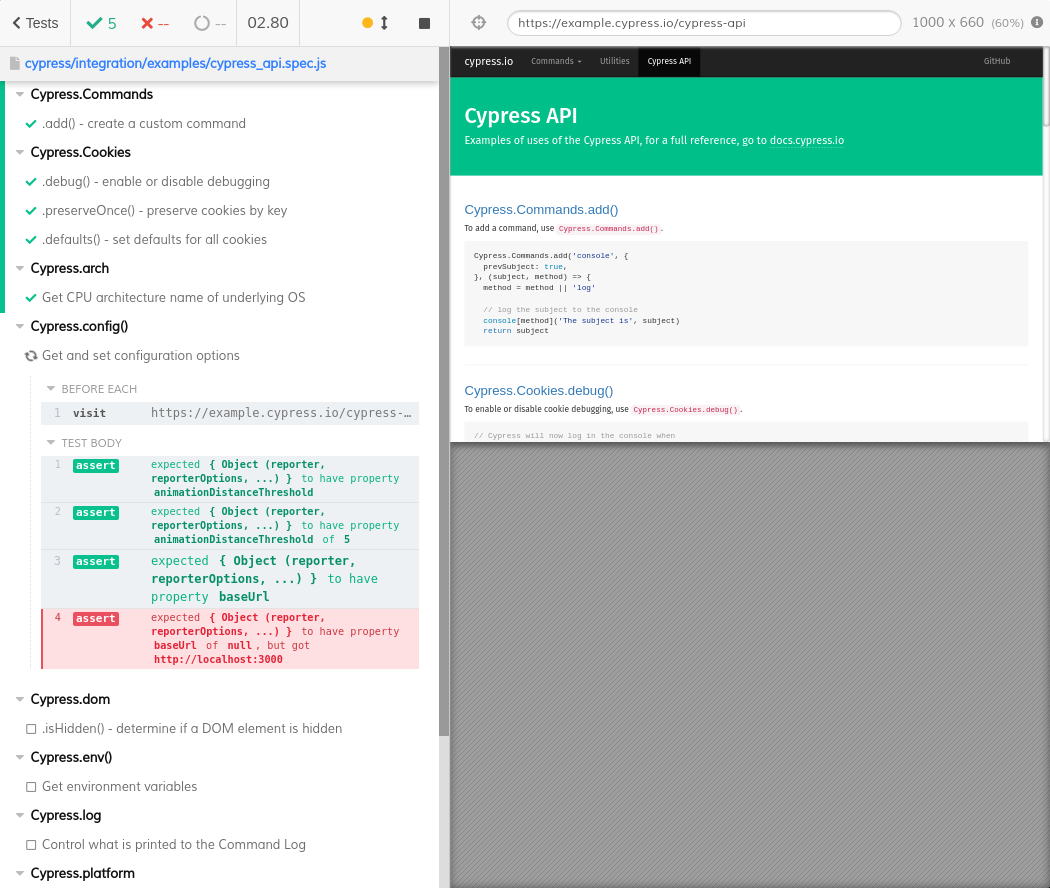 Tests 5 -- -- 02.80
https://example.cypress.io/cypress-api 1000 x 660 (60%)
cypress/integration/examples/cypress_api.spec.js
Cypress.Commands
.add() - create a custom command
Cypress.Cookies
.debug() - enable or disable debugging
.preserveOnce() - preserve cookies by key
.defaults() - set defaults for all cookies
Cypress.arch
Get CPU architecture name of underlying OS
Cypress.config()
Get and set configuration options
BEFORE EACH
1 visit https://example.cypress.io/cypress-…
TEST BODY
1 assert expected { Object (reporter,
reporterOptions, ...) } to have property
animationDistanceThreshold
2 assert expected { Object (reporter,
reporterOptions, ...) } to have property
animationDistanceThreshold of 5
3 assert expected { Object (reporter,
reporterOptions, ...) } to have
property baseUrl
4 assert expected { Object (reporter,
reporterOptions, ...) } to have property
baseUrl of null, but got
http://localhost:3000
Cypress.dom
.isHidden() - determine if a DOM element is hidden
Cypress.env()
Get environment variables
Cypress.log
Control what is printed to the Command Log
Cypress.platform
cypress.io Commands Utilities Cypress API GitHub
Cypress API
Examples of uses of the Cypress API, for a full reference, go to docs.cypress.io
Cypress.Commands.add()
To add a command, use Cypress.Commands.add().
Cypress.Commands.add('console', {
prevSubject: true,
}, (subject, method) => {
method = method || 'log'
// log the subject to the console
console[method]('The subject is', subject)
return subject
Cypress.Cookies.debug()
To enable or disable cookie debugging, use Cypress.Cookies.debug().
// Cypress will now log in the console when